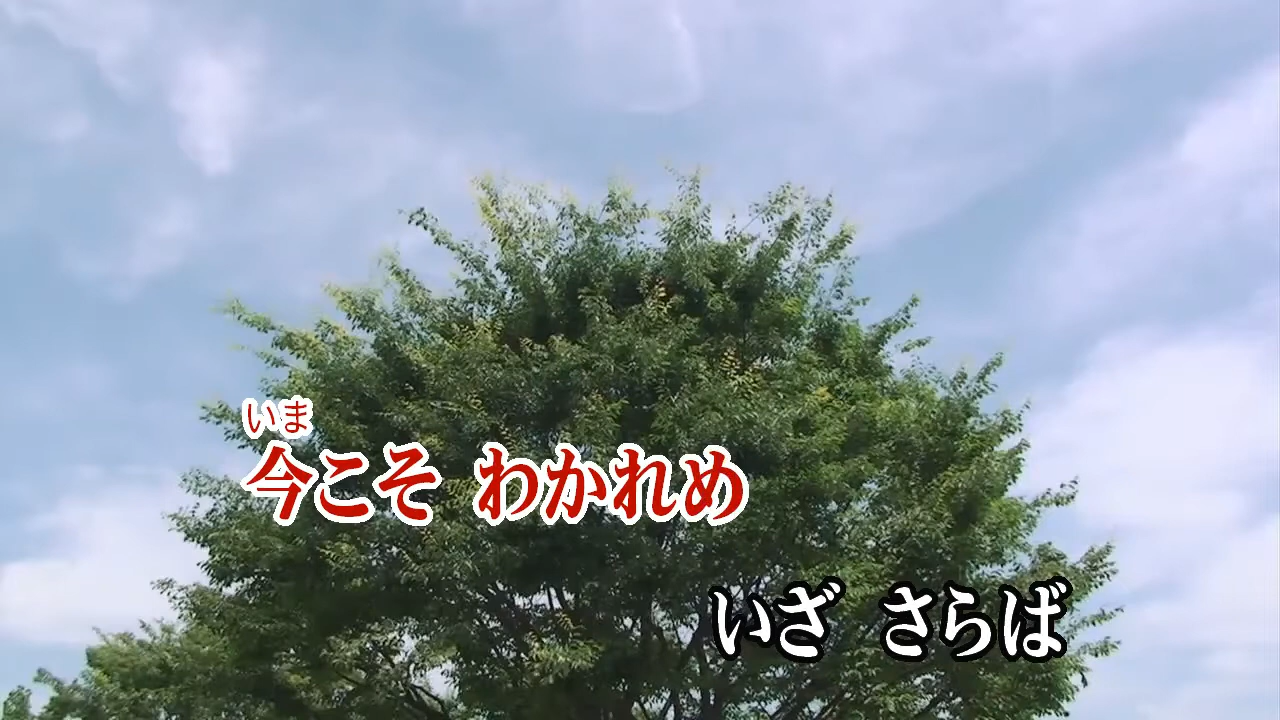 いま
今こそ わかれめ
いざ さらば